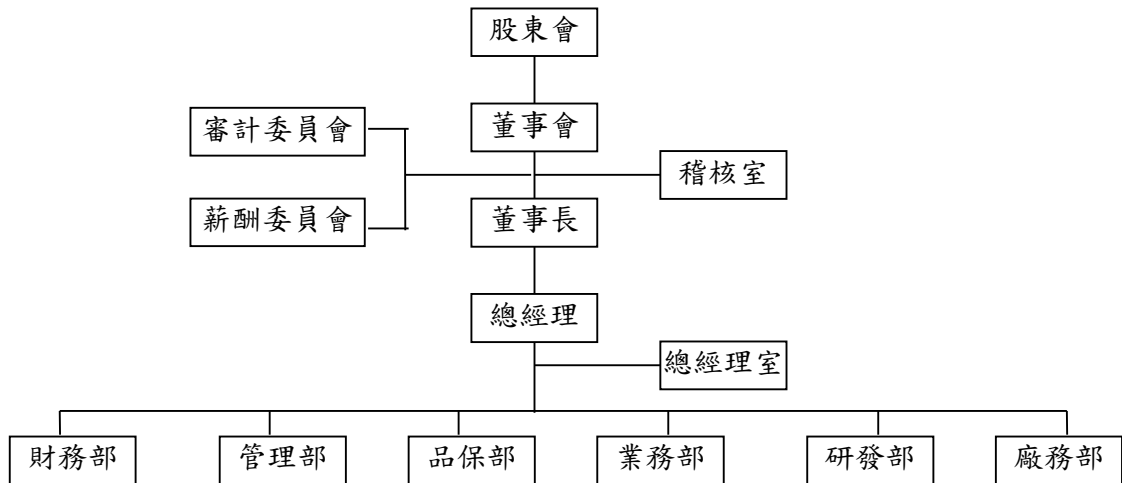 股東會
董事會
審計委員會
稽核室
薪酬委員會
董事長
總經理
總經理室
財務部
管理部
品保部
業務部
研發部
廠務部